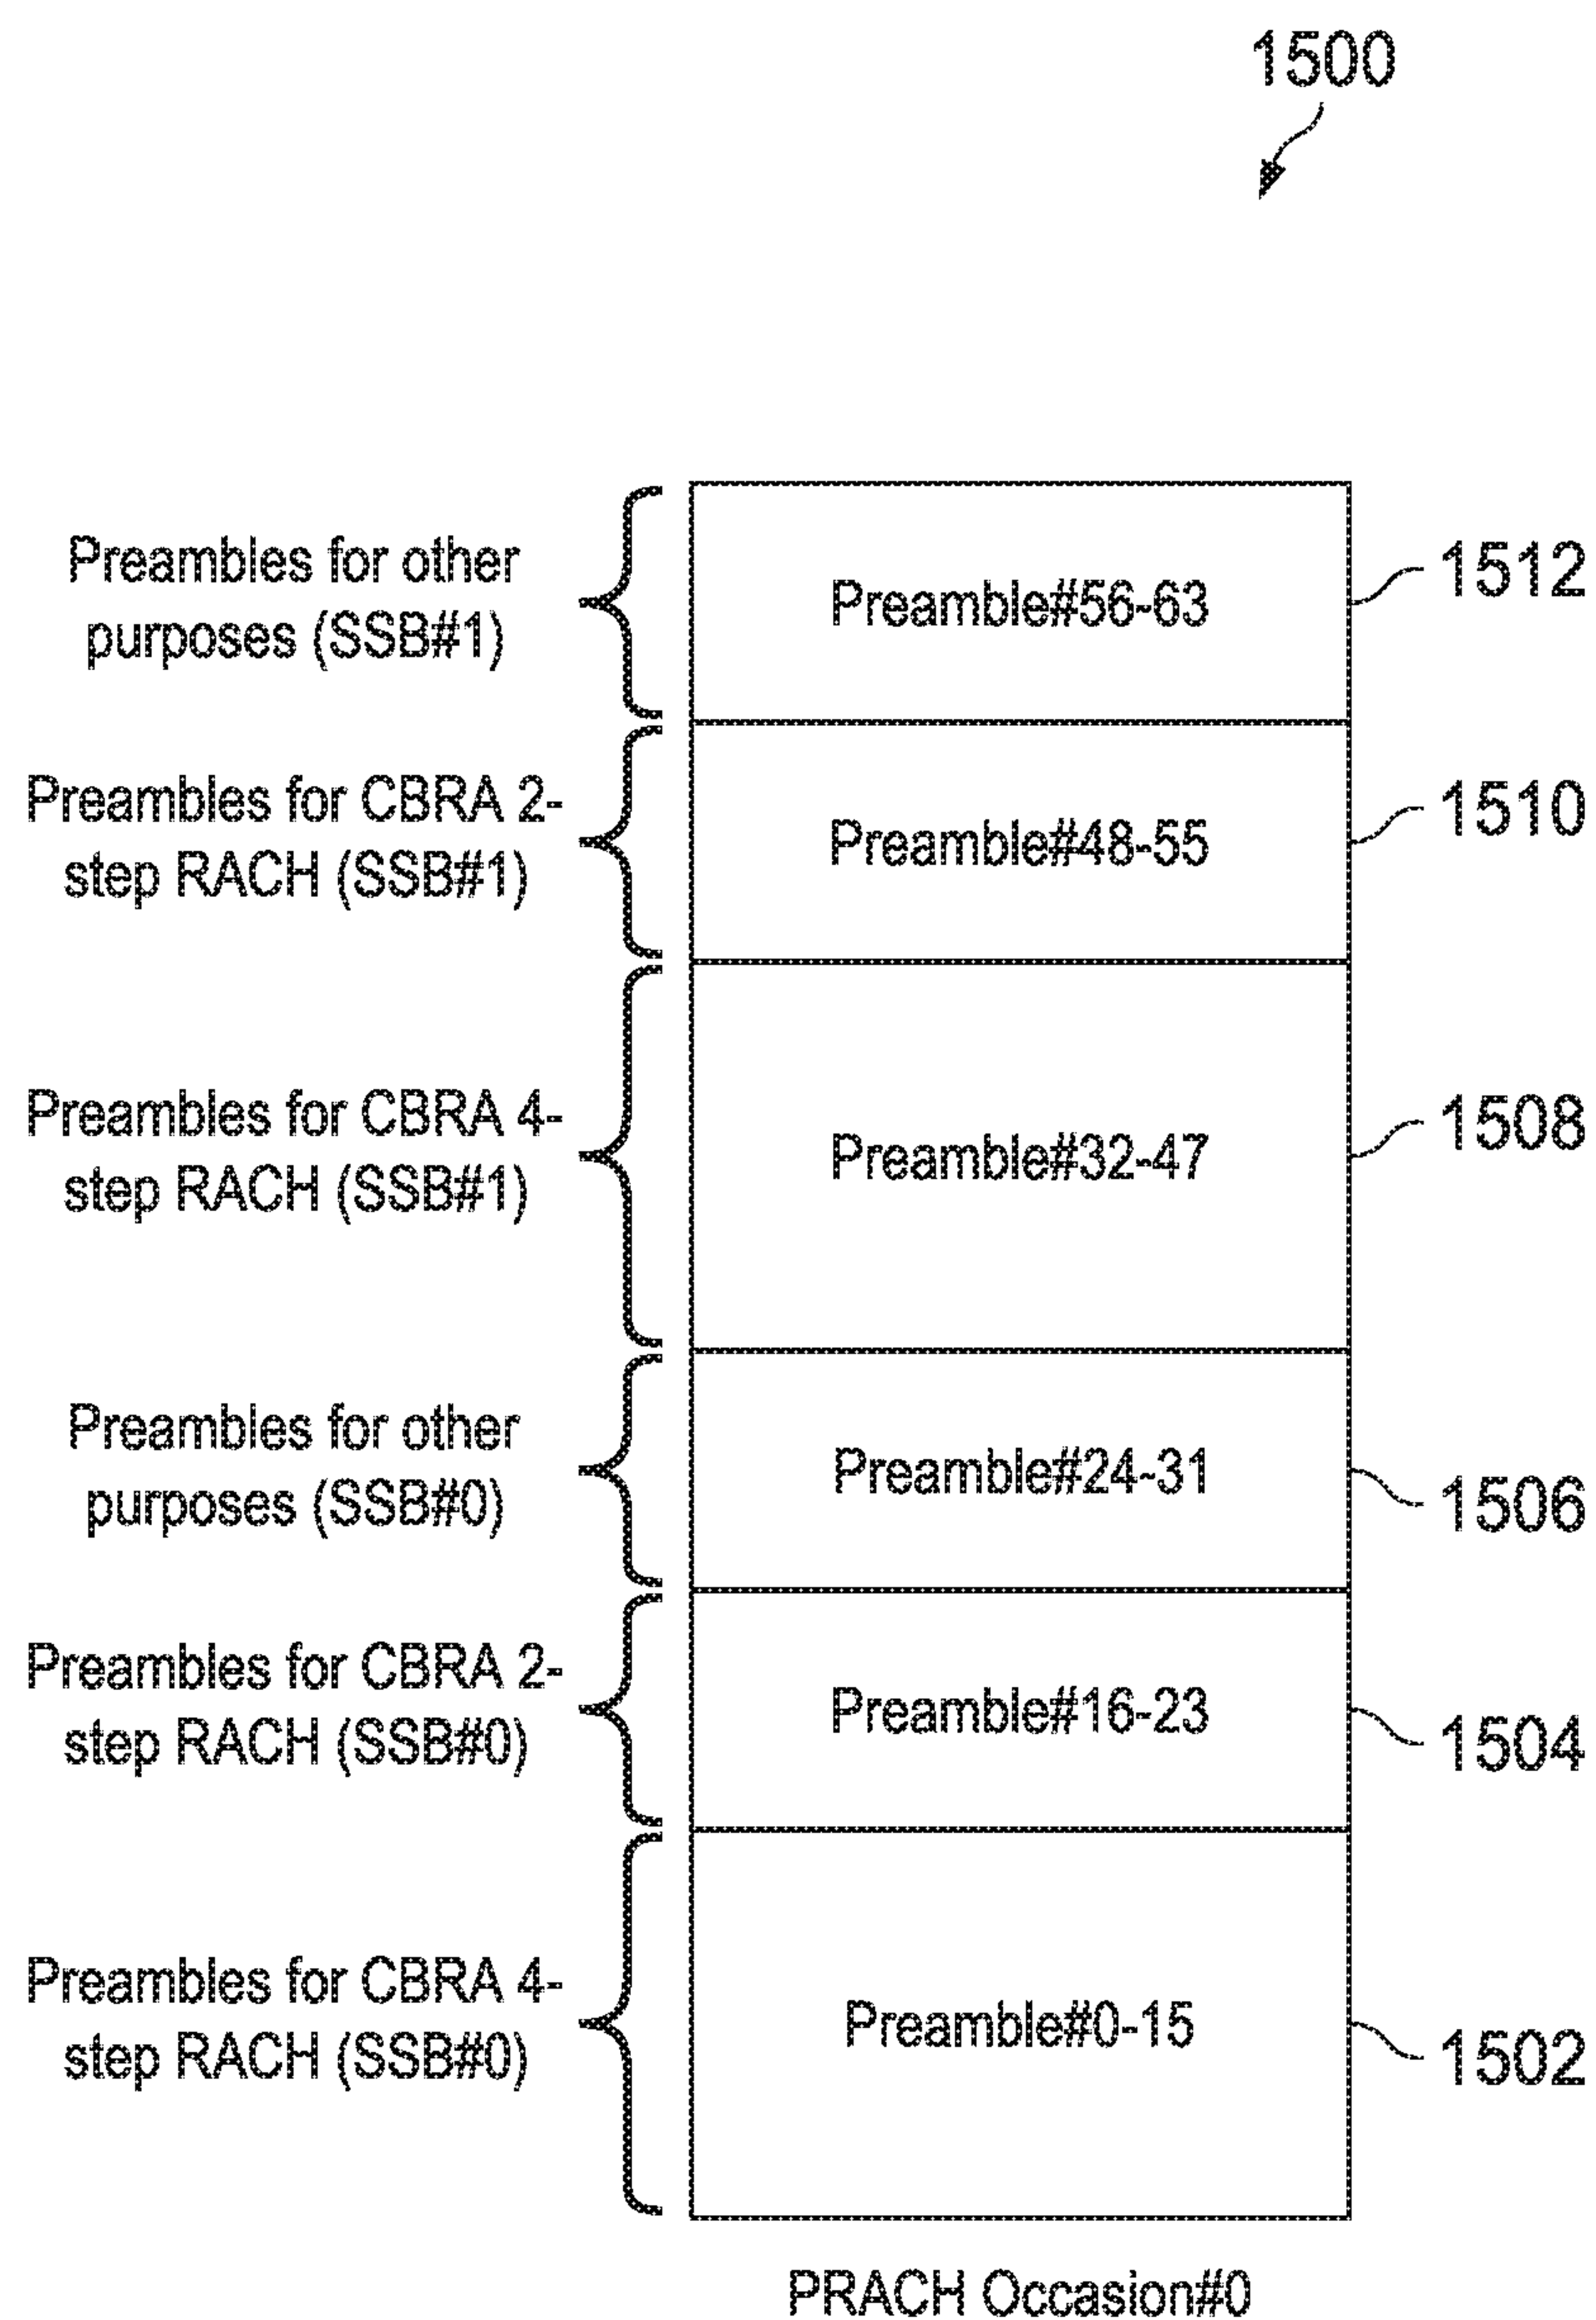 1500
Preambles for other
purposes (SSB#1)
Preamble#56-63
1512
Preambles for CBRA 2-
step RACH (SSB#1)
Preamble#48-55
1510
Preambles for CBRA 4-
step RACH (SSB#1)
Preamble#32-47
1508
Preambles for other
purposes (SSB#0)
Preamble#24-31
1506
Preambles for CBRA 2-
step RACH (SSB#0)
Preamble#16-23
1504
Preambles for CBRA 4-
step RACH (SSB#0)
Preamble#0-15
1502
PRACH Occasion#0